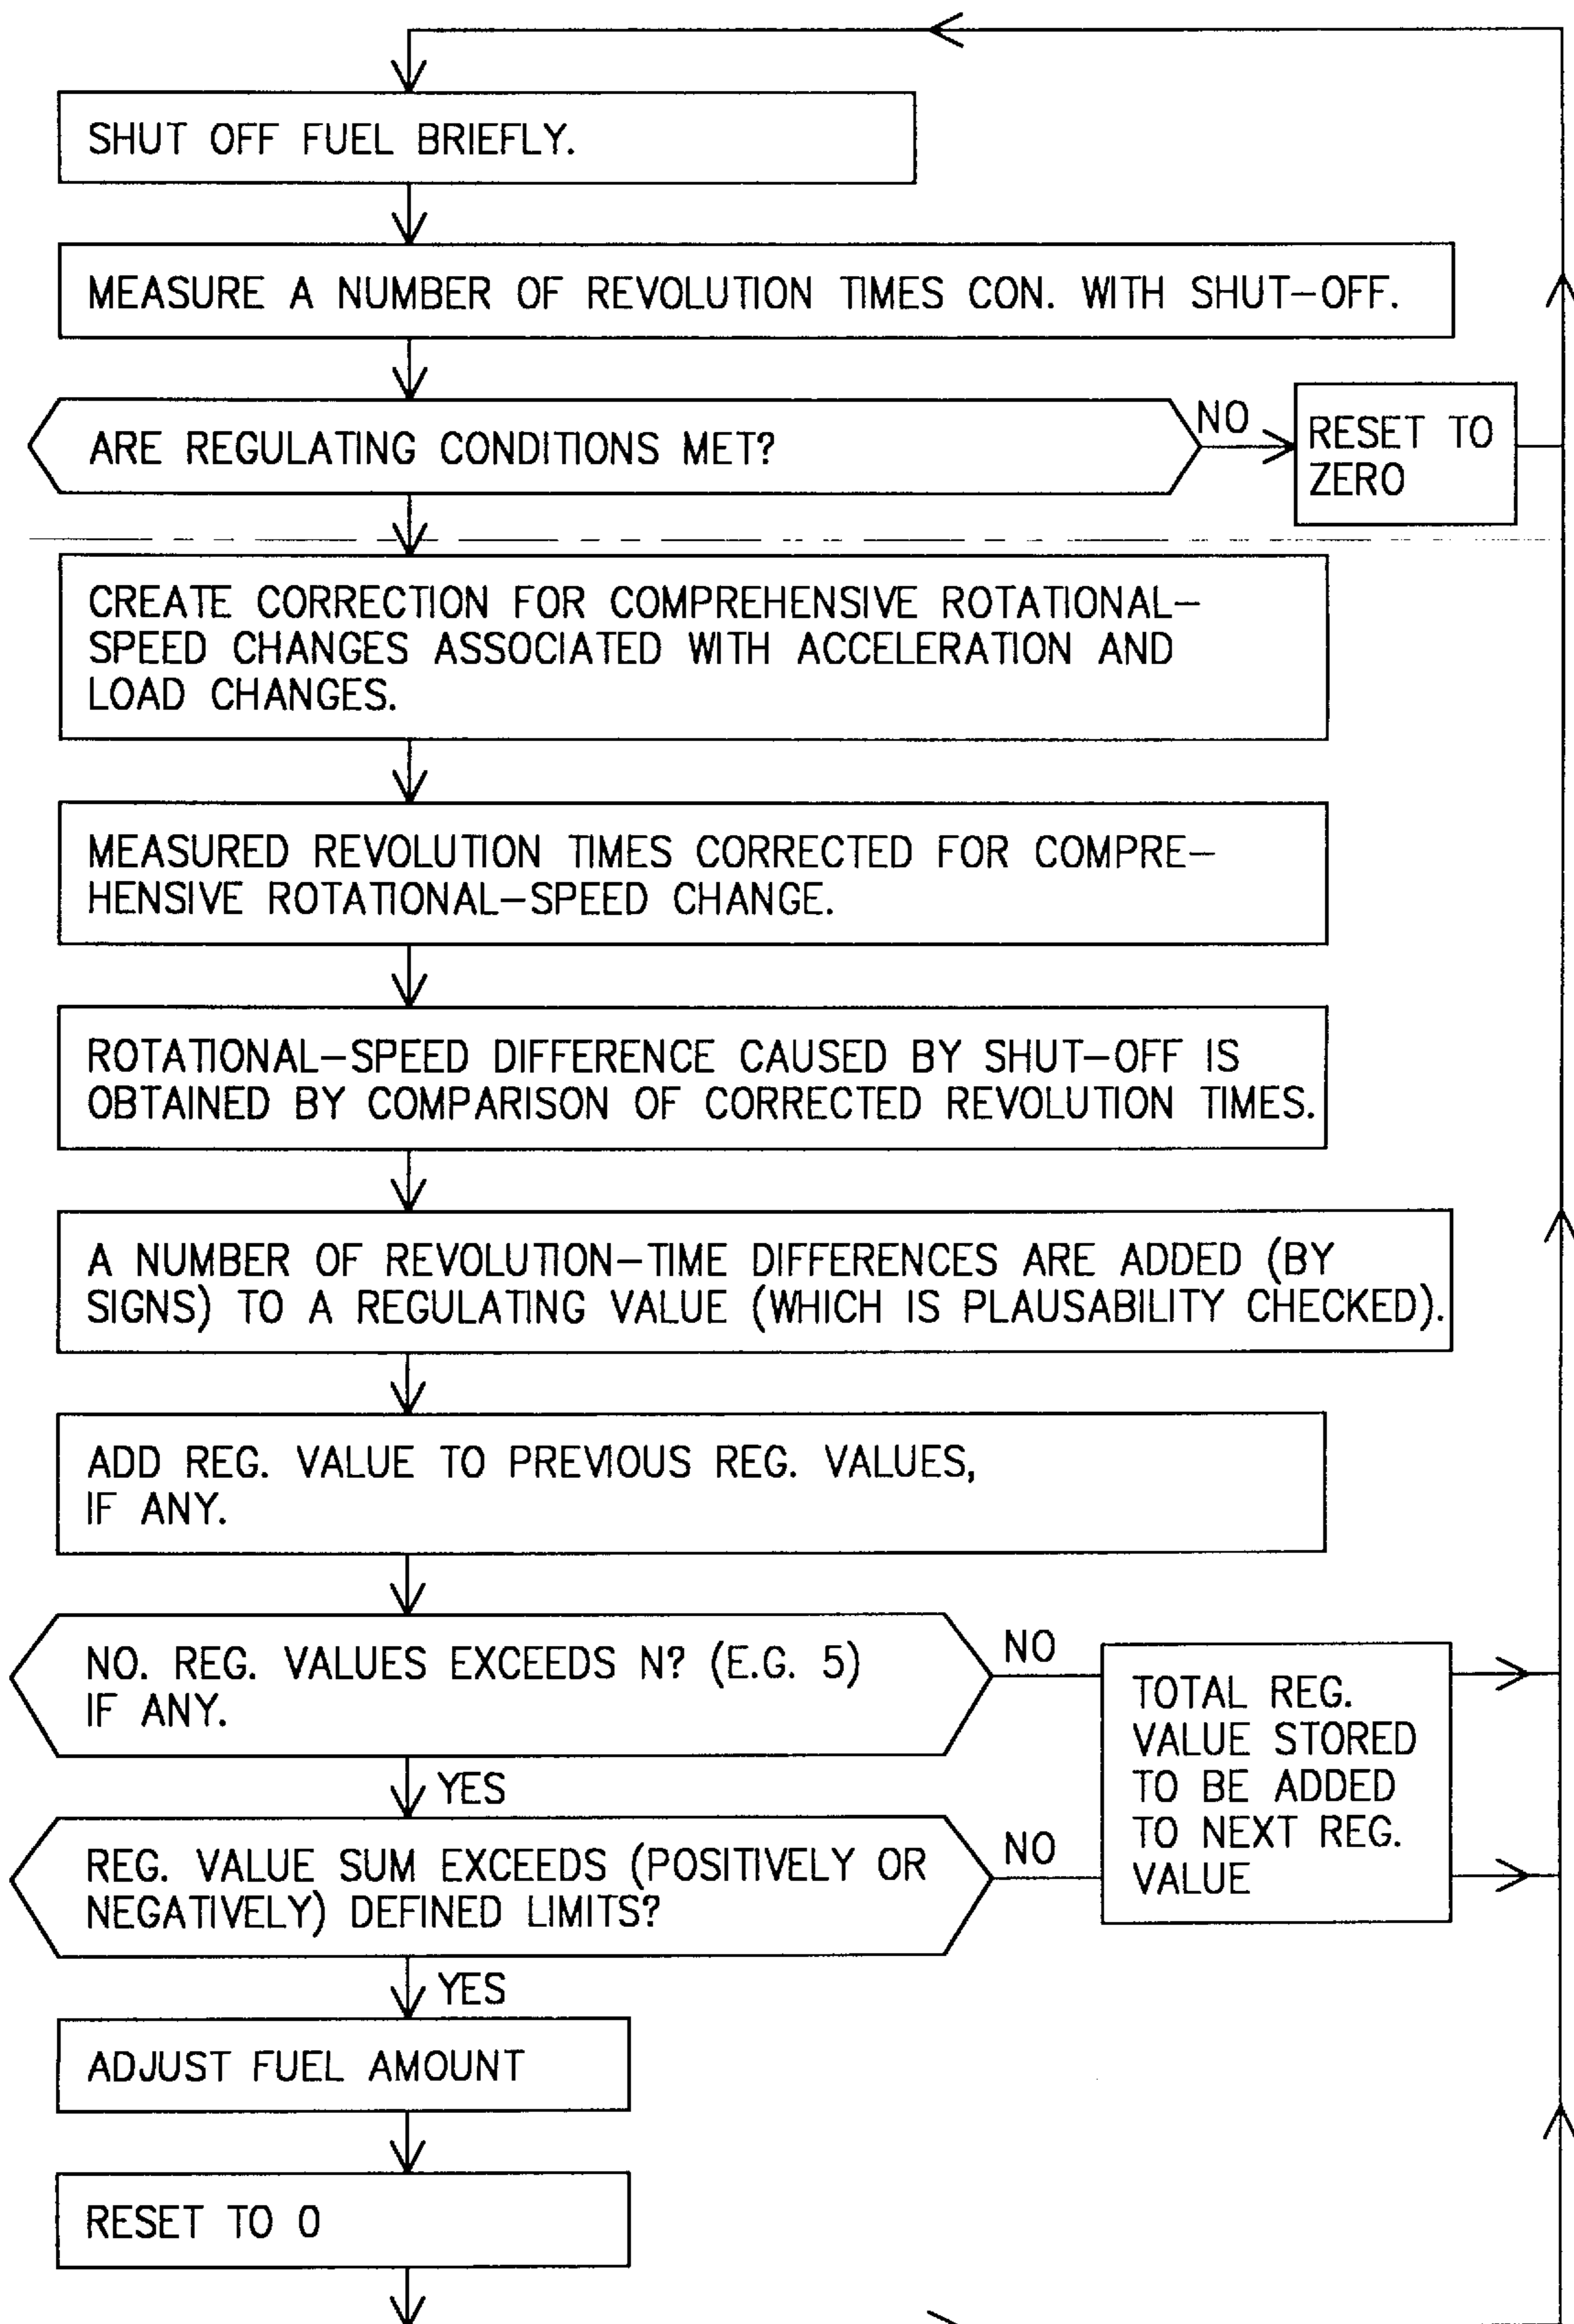 SHUT OFF FUEL BRIEFLY.
MEASURE A NUMBER OF REVOLUTION TIMES CON. WITH SHUT-OFF.
ARE REGULATING CONDITIONS MET?
NO
RESET TO
ZERO
CREATE CORRECTION FOR COMPREHENSIVE ROTATIONAL-
SPEED CHANGES ASSOCIATED WITH ACCELERATION AND
LOAD CHANGES.
MEASURED REVOLUTION TIMES CORRECTED FOR COMPRE-
HENSIVE ROTATIONAL-SPEED CHANGE.
ROTATIONAL-SPEED DIFFERENCE CAUSED BY SHUT-OFF IS
OBTAINED BY COMPARISON OF CORRECTED REVOLUTION TIMES.
A NUMBER OF REVOLUTION-TIME DIFFERENCES ARE ADDED (BY
SIGNS) TO A REGULATING VALUE (WHICH IS PLAUSABILITY CHECKED).
ADD REG. VALUE TO PREVIOUS REG. VALUES,
IF ANY.
NO. REG. VALUES EXCEEDS N? (E.G. 5)
IF ANY.
NO
TOTAL REG.
VALUE STORED
TO BE ADDED
TO NEXT REG.
VALUE
YES
REG. VALUE SUM EXCEEDS (POSITIVELY OR
NEGATIVELY) DEFINED LIMITS?
NO
YES
ADJUST FUEL AMOUNT
RESET TO 0